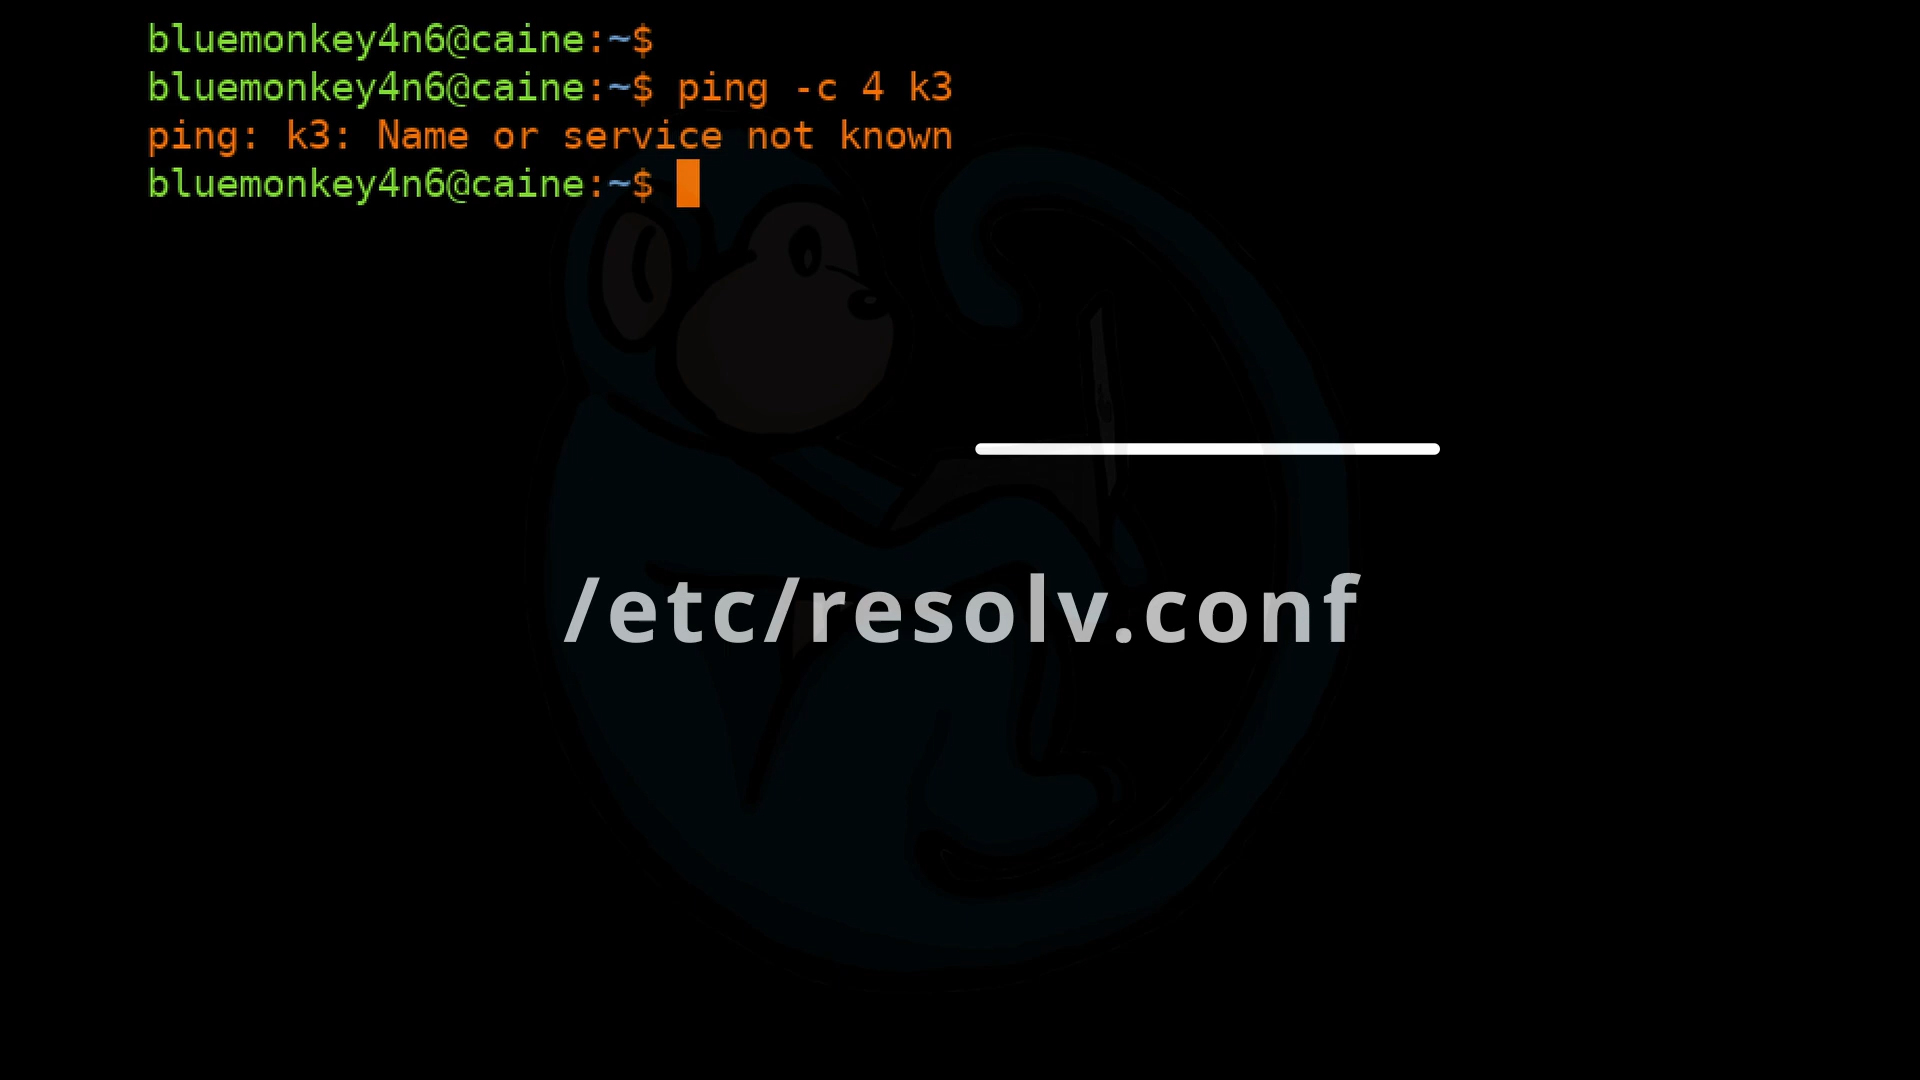 bluemonkey4n6@caine:~$
bluemonkey4n6@caine:~$ ping -c 4 k3
ping: k3: Name or service not known
bluemonkey4n6@caine:~$
/etc/resolv.conf